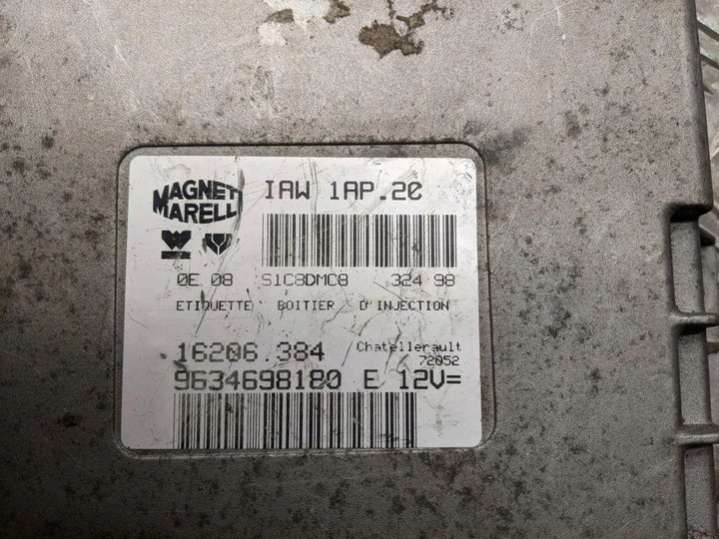 MAGNETI
MARELLI
IAW 1AP.20
0E 08 S1C8DMC8 324 98
ETIQUETTE BOITIER D'INJECTION
16206.384 Chatellerault
72052
9634698180 E 12V=